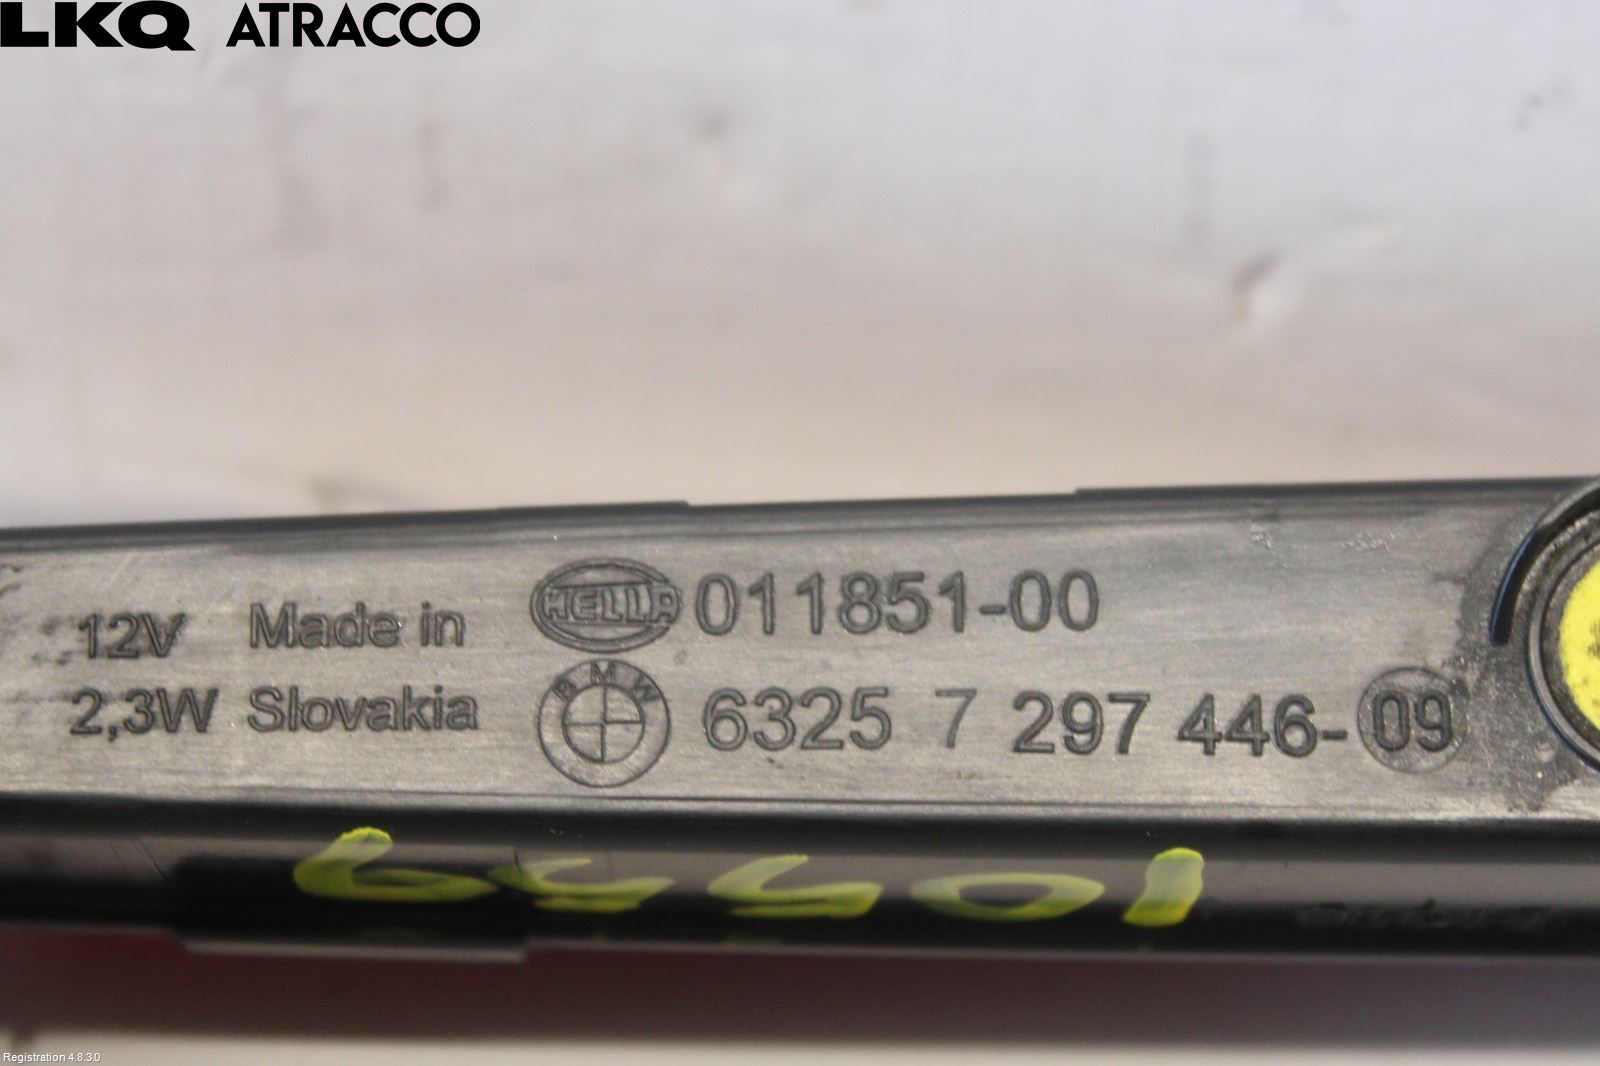 LKQ ATRACCO
12V Made in HELLA 011851-00
2,3W Slovakia BMW 6325 7 297 446-09
Registration 4.8.3.0